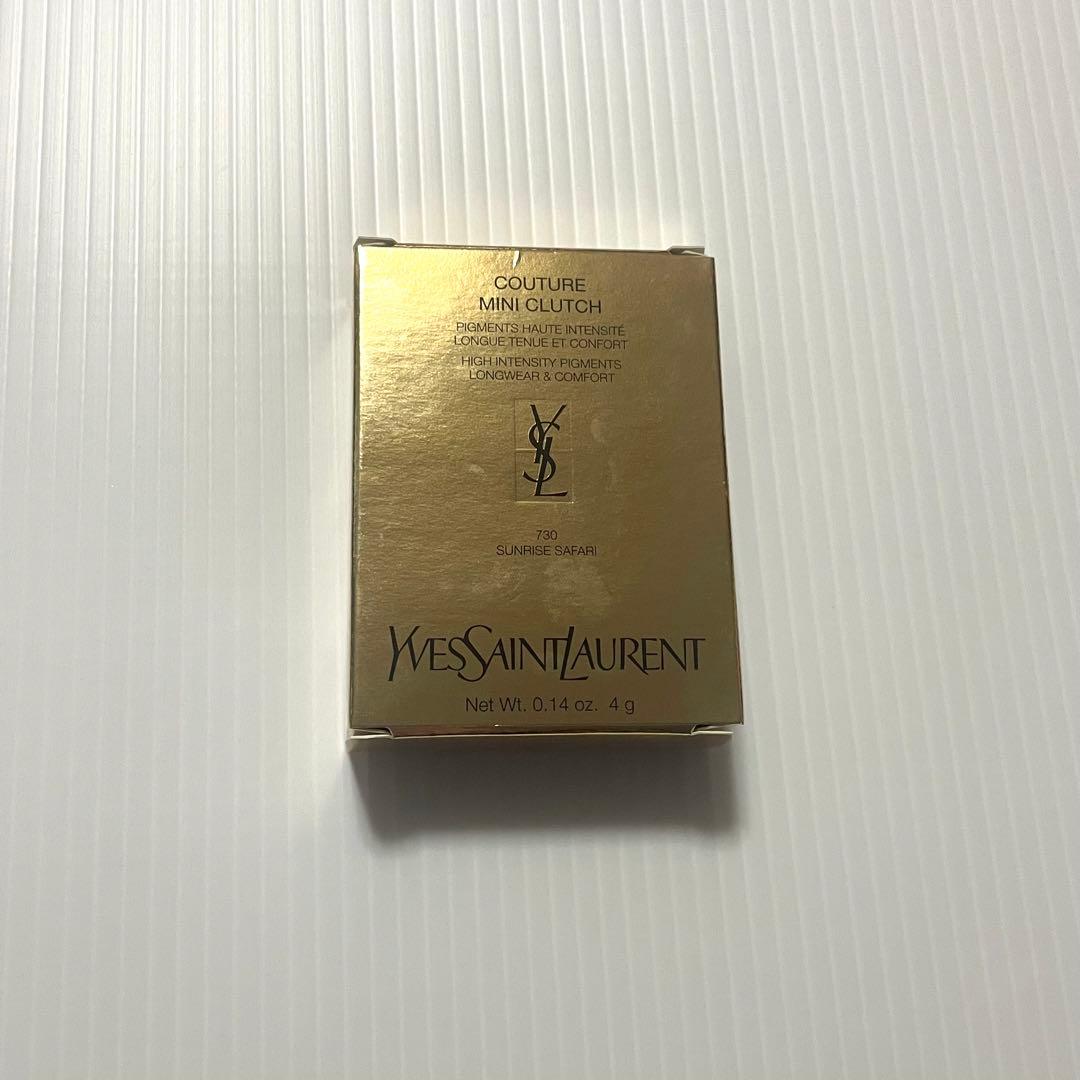 COUTURE
MINI CLUTCH
PIGMENTS HAUTE INTENSITÉ
LONGUE TENUE ET CONFORT
HIGH INTENSITY PIGMENTS
LONGWEAR & COMFORT
YSL
730
SUNRISE SAFARI
YVESSAINTLAURENT
Net Wt. 0.14 oz. 4 g